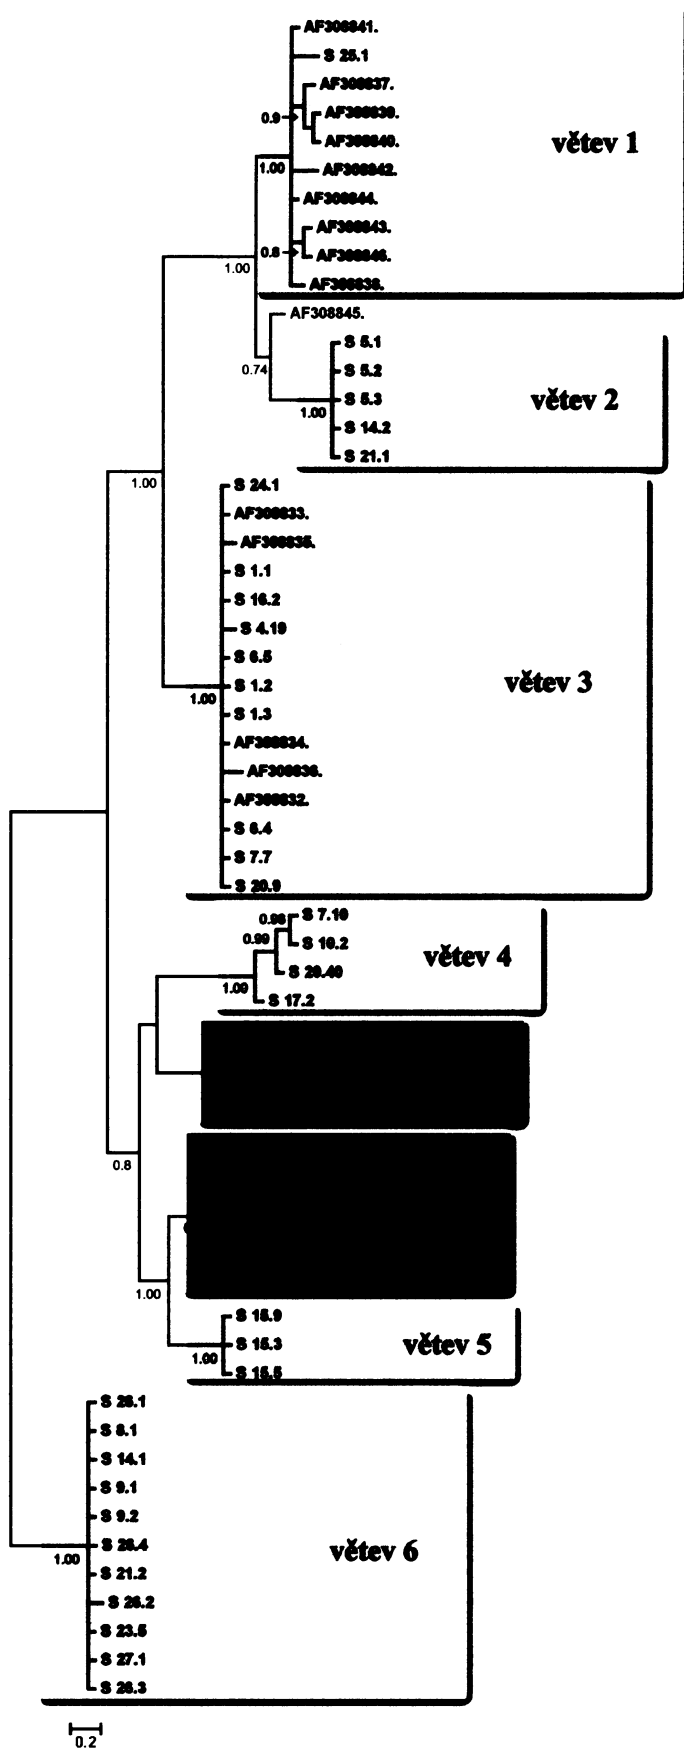 AF308841.
S 25.1
AF308837.
0.9
AF308839.
AF308840.
větev 1
1.00
AF308842.
AF308844.
AF308843.
0.8
AF308846.
1.00
AF308838.
AF308845.
S 5.1
0.74
S 5.2
S 5.3
větev 2
1.00
S 14.2
S 21.1
1.00
S 24.1
AF308833.
AF308835.
S 1.1
S 16.2
S 4.19
S 6.5
větev 3
1.00
S 1.2
S 1.3
AF308834.
AF308836.
AF308832.
S 6.4
S 7.7
S 20.9
0.98
S 7.10
0.99
S 10.2
větev 4
S 20.40
1.00
S 17.2
0.8
1.00
S 15.9
S 15.3
větev 5
1.00
S 15.5
S 26.1
S 8.1
S 14.1
S 9.1
S 9.2
S 26.4
větev 6
1.00
S 21.2
S 26.2
S 23.5
S 27.1
S 26.3
0.2